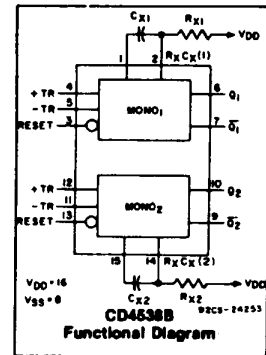 CX1 RX1 VDD
1 2 RXCX(1)
+TR 4 MONO1 6 Q1
-TR 5
RESET 3 7 Q̅1
+TR 12 MONO2 10 Q2
-TR 11
RESET 13 9 Q̅2
15 14 RXCX(2)
VDD = 16
VSS = 8
CX2 RX2 VDD
92CS-24253
CD4538B
Functional Diagram